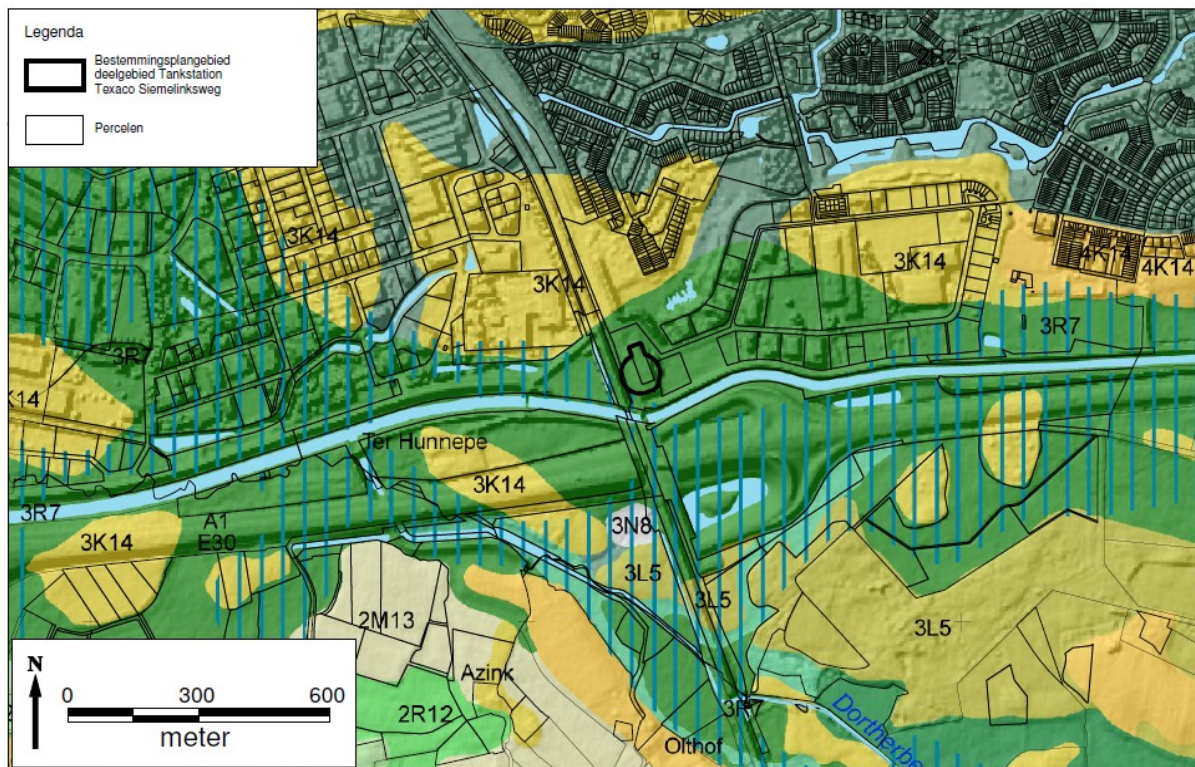 Legenda
Bestemmingsplangebied
deelgebied Tankstation
Texaco Siemelinksweg
Percelen
3K14
3K14
3K14
4K14
4K14
3R7
3R7
K14
Ter Hunnepe
3K14
3R7
A1
E30
3K14
3N8
3L5
3L5
3L5
2M13
Azink
2R12
3R7
Olthof
Dortherbe
N
0 300 600
meter